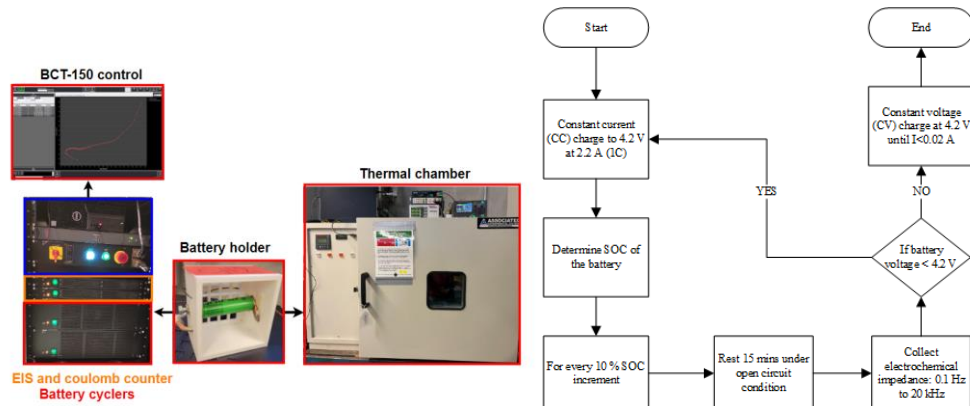 BCT-150 control
Thermal chamber
Battery holder
EIS and coulomb counter
Battery cyclers
Start
Constant current
(CC) charge to 4.2 V
at 2.2 A (1C)
Determine SOC of
the battery
For every 10 % SOC
increment
Rest 15 mins under
open circuit
condition
Collect
electrochemical
impedance: 0.1 Hz
to 20 kHz
If battery
voltage < 4.2 V
YES
NO
Constant voltage
(CV) charge at 4.2 V
until I<0.02 A
End